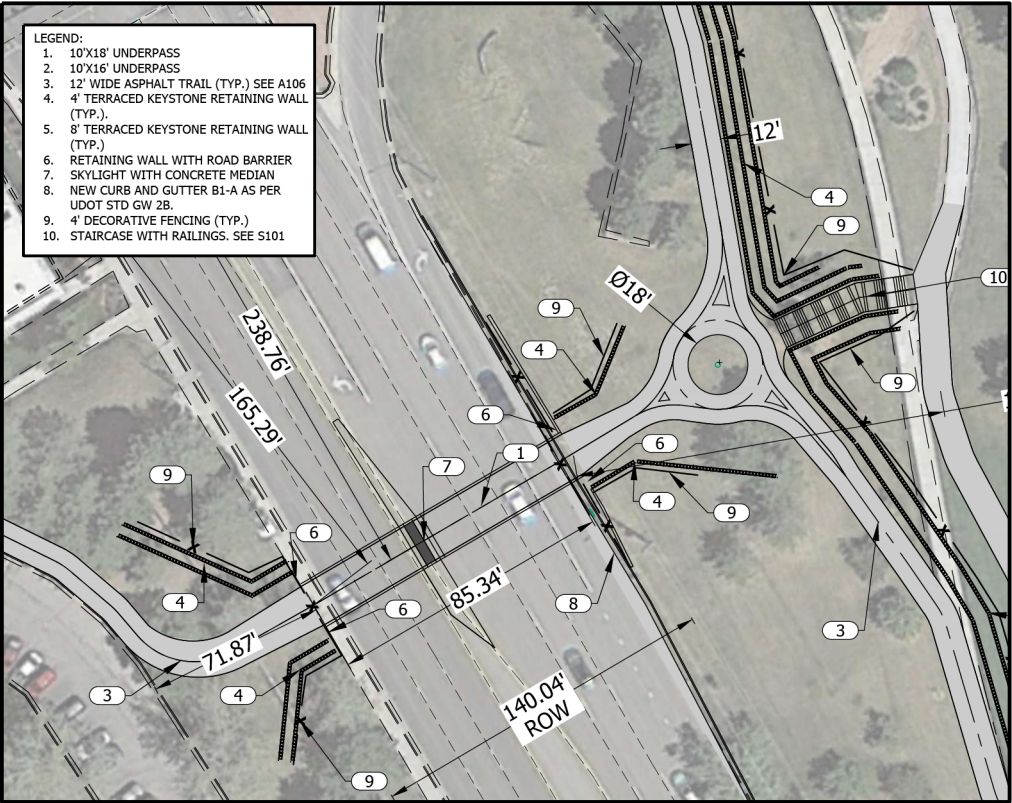 LEGEND:
1. 10'X18' UNDERPASS
2. 10'X16' UNDERPASS
3. 12' WIDE ASPHALT TRAIL (TYP.) SEE A106
4. 4' TERRACED KEYSTONE RETAINING WALL
(TYP.).
5. 8' TERRACED KEYSTONE RETAINING WALL
(TYP.)
6. RETAINING WALL WITH ROAD BARRIER
7. SKYLIGHT WITH CONCRETE MEDIAN
8. NEW CURB AND GUTTER B1-A AS PER
UDOT STD GW 2B.
9. 4' DECORATIVE FENCING (TYP.)
10. STAIRCASE WITH RAILINGS. SEE S101
12'
4
9
10
Ø18'
9
4
238.76'
165.29'
9
6
1
7
6
4
9
9
6
4
6
85.34'
8
3
71.87'
3
4
140.04'
ROW
9